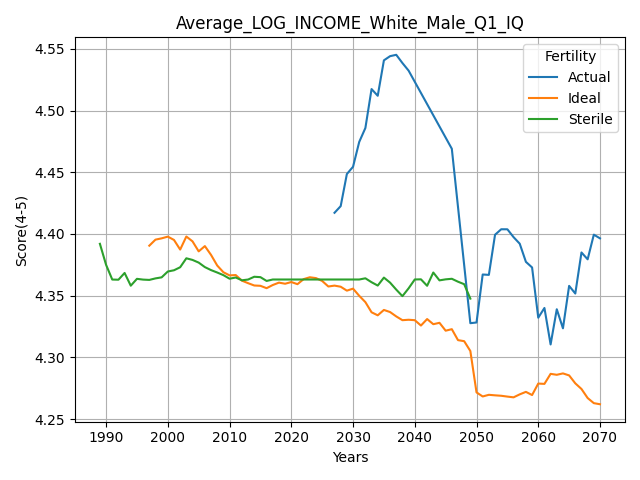 Average_LOG_INCOME_White_Male_Q1_IQ
Fertility
Actual
Ideal
Sterile
Score(4-5)
4.55
4.50
4.45
4.40
4.35
4.30
4.25
1990 2000 2010 2020 2030 2040 2050 2060 2070
Years